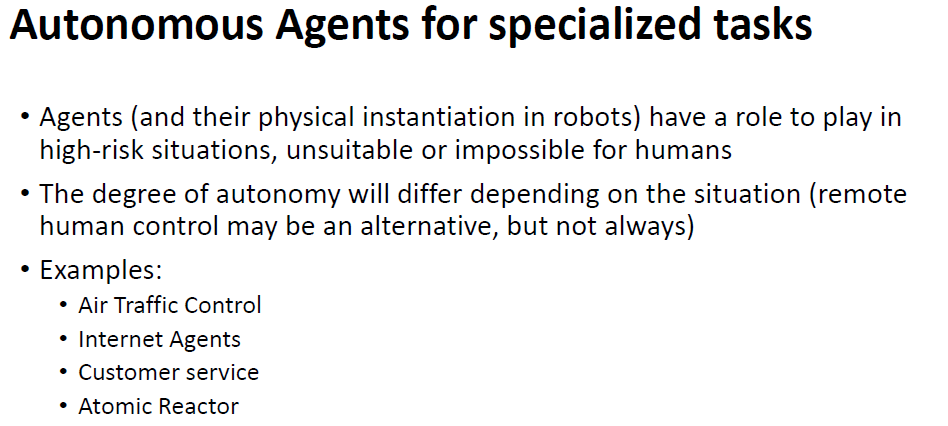 Autonomous Agents for specialized tasks
• Agents (and their physical instantiation in robots) have a role to play in
high-risk situations, unsuitable or impossible for humans
• The degree of autonomy will differ depending on the situation (remote
human control may be an alternative, but not always)
• Examples:
• Air Traffic Control
• Internet Agents
• Customer service
• Atomic Reactor